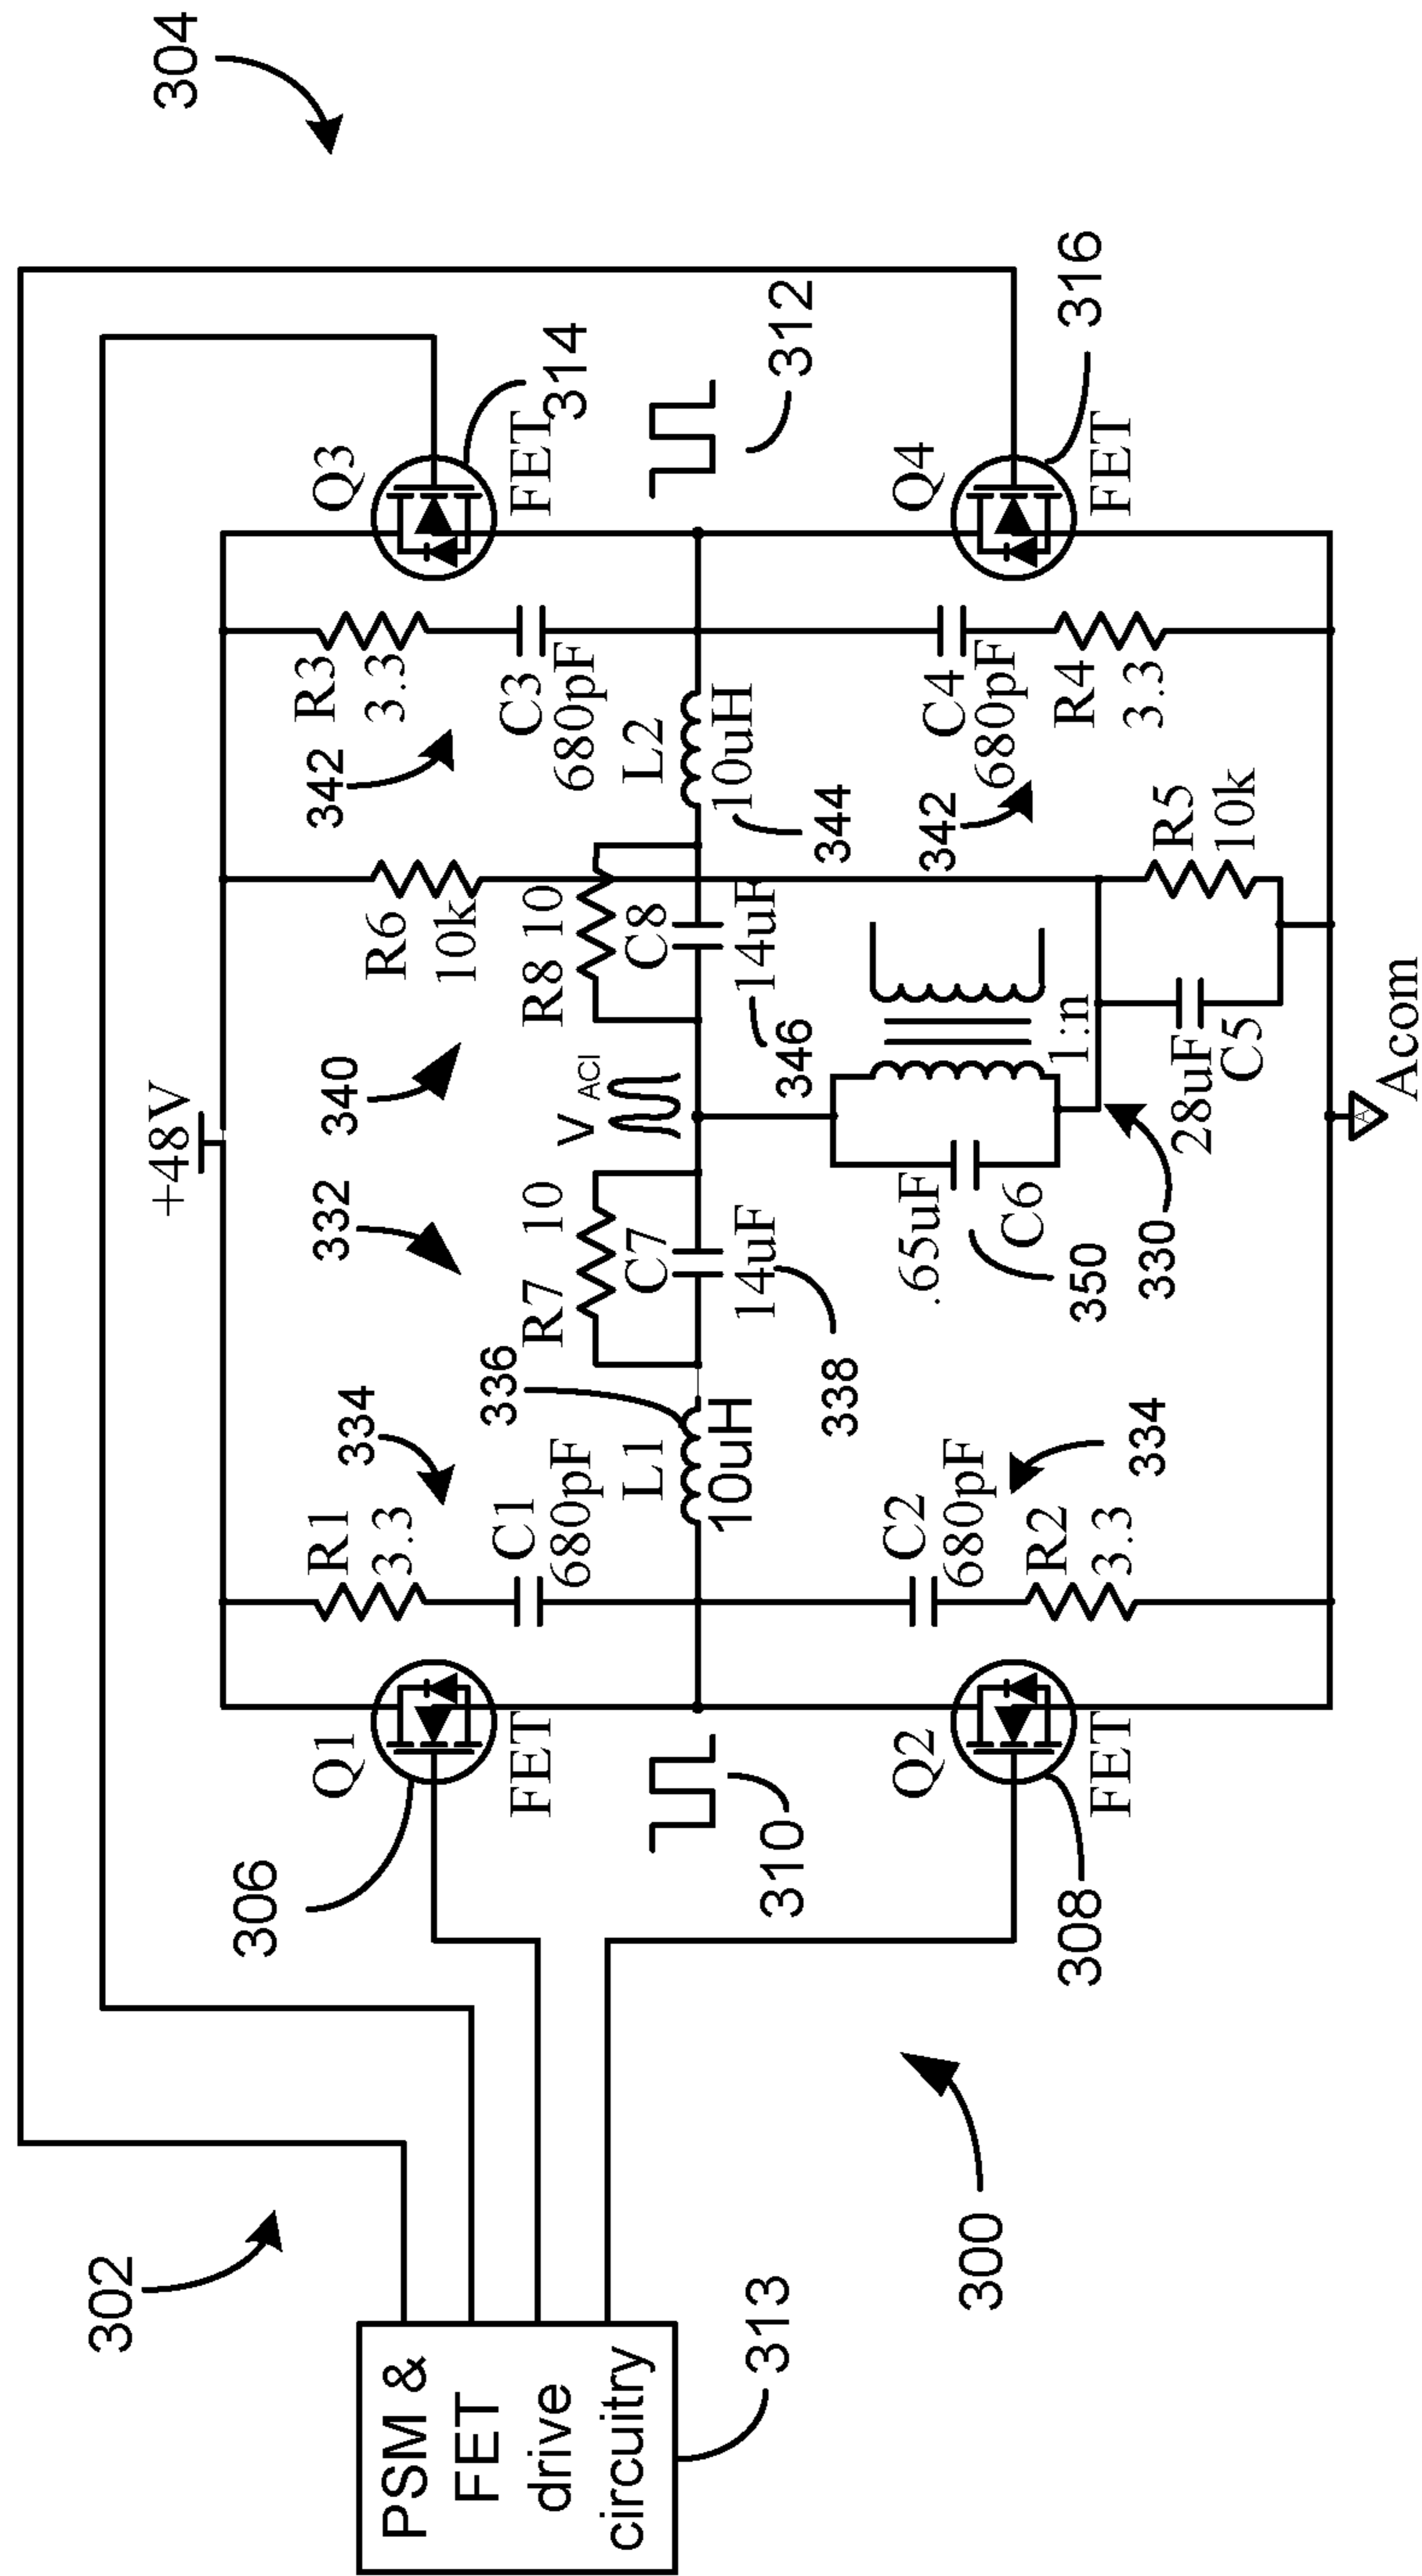 304
302
+48V
Q1
FET
306
R1
3.3
334
C1
680pF
336
L1
10uH
332
R7
10
C7
14uF
338
V ACI
340
R8
10
C8
14uF
346
R6
10k
342
R3
3.3
C3
680pF
L2
10uH
344
Q3
FET
314
312
310
Q2
FET
308
C2
680pF
R2
3.3
334
.65uF
C6
350
1:n
330
28uF
C5
R5
10k
342
C4
680pF
R4
3.3
Q4
FET
316
A
Acom
PSM &
FET
drive
circuitry
313
300